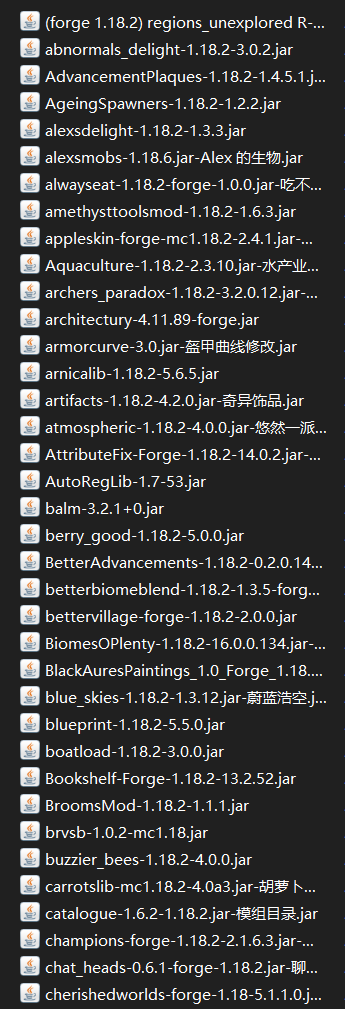 (forge 1.18.2) regions_unexplored R-...
abnormals_delight-1.18.2-3.0.2.jar
AdvancementPlaques-1.18.2-1.4.5.1.j...
AgeingSpawners-1.18.2-1.2.2.jar
alexsdelight-1.18.2-1.3.3.jar
alexsmobs-1.18.6.jar-Alex 的生物.jar
alwayseat-1.18.2-forge-1.0.0.jar-吃不...
amethysttoolsmod-1.18.2-1.6.3.jar
appleskin-forge-mc1.18.2-2.4.1.jar-...
Aquaculture-1.18.2-2.3.10.jar-水产业...
archers_paradox-1.18.2-3.2.0.12.jar-...
architectury-4.11.89-forge.jar
armorcurve-3.0.jar-盔甲曲线修改.jar
arnicalib-1.18.2-5.6.5.jar
artifacts-1.18.2-4.2.0.jar-奇异饰品.jar
atmospheric-1.18.2-4.0.0.jar-悠然一派...
AttributeFix-Forge-1.18.2-14.0.2.jar-...
AutoRegLib-1.7-53.jar
balm-3.2.1+0.jar
berry_good-1.18.2-5.0.0.jar
BetterAdvancements-1.18.2-0.2.0.14...
betterbiomeblend-1.18.2-1.3.5-forg...
bettervillage-forge-1.18.2-2.0.0.jar
BiomesOPlenty-1.18.2-16.0.0.134.jar-...
BlackAuresPaintings_1.0_Forge_1.18....
blue_skies-1.18.2-1.3.12.jar-蔚蓝浩空.j...
blueprint-1.18.2-5.5.0.jar
boatload-1.18.2-3.0.0.jar
Bookshelf-Forge-1.18.2-13.2.52.jar
BroomsMod-1.18.2-1.1.1.jar
brvsb-1.0.2-mc1.18.jar
buzzier_bees-1.18.2-4.0.0.jar
carrotslib-mc1.18.2-4.0a3.jar-胡萝卜...
catalogue-1.6.2-1.18.2.jar-模组目录.jar
champions-forge-1.18.2-2.1.6.3.jar-...
chat_heads-0.6.1-forge-1.18.2.jar-聊...
cherishedworlds-forge-1.18-5.1.1.0.j...